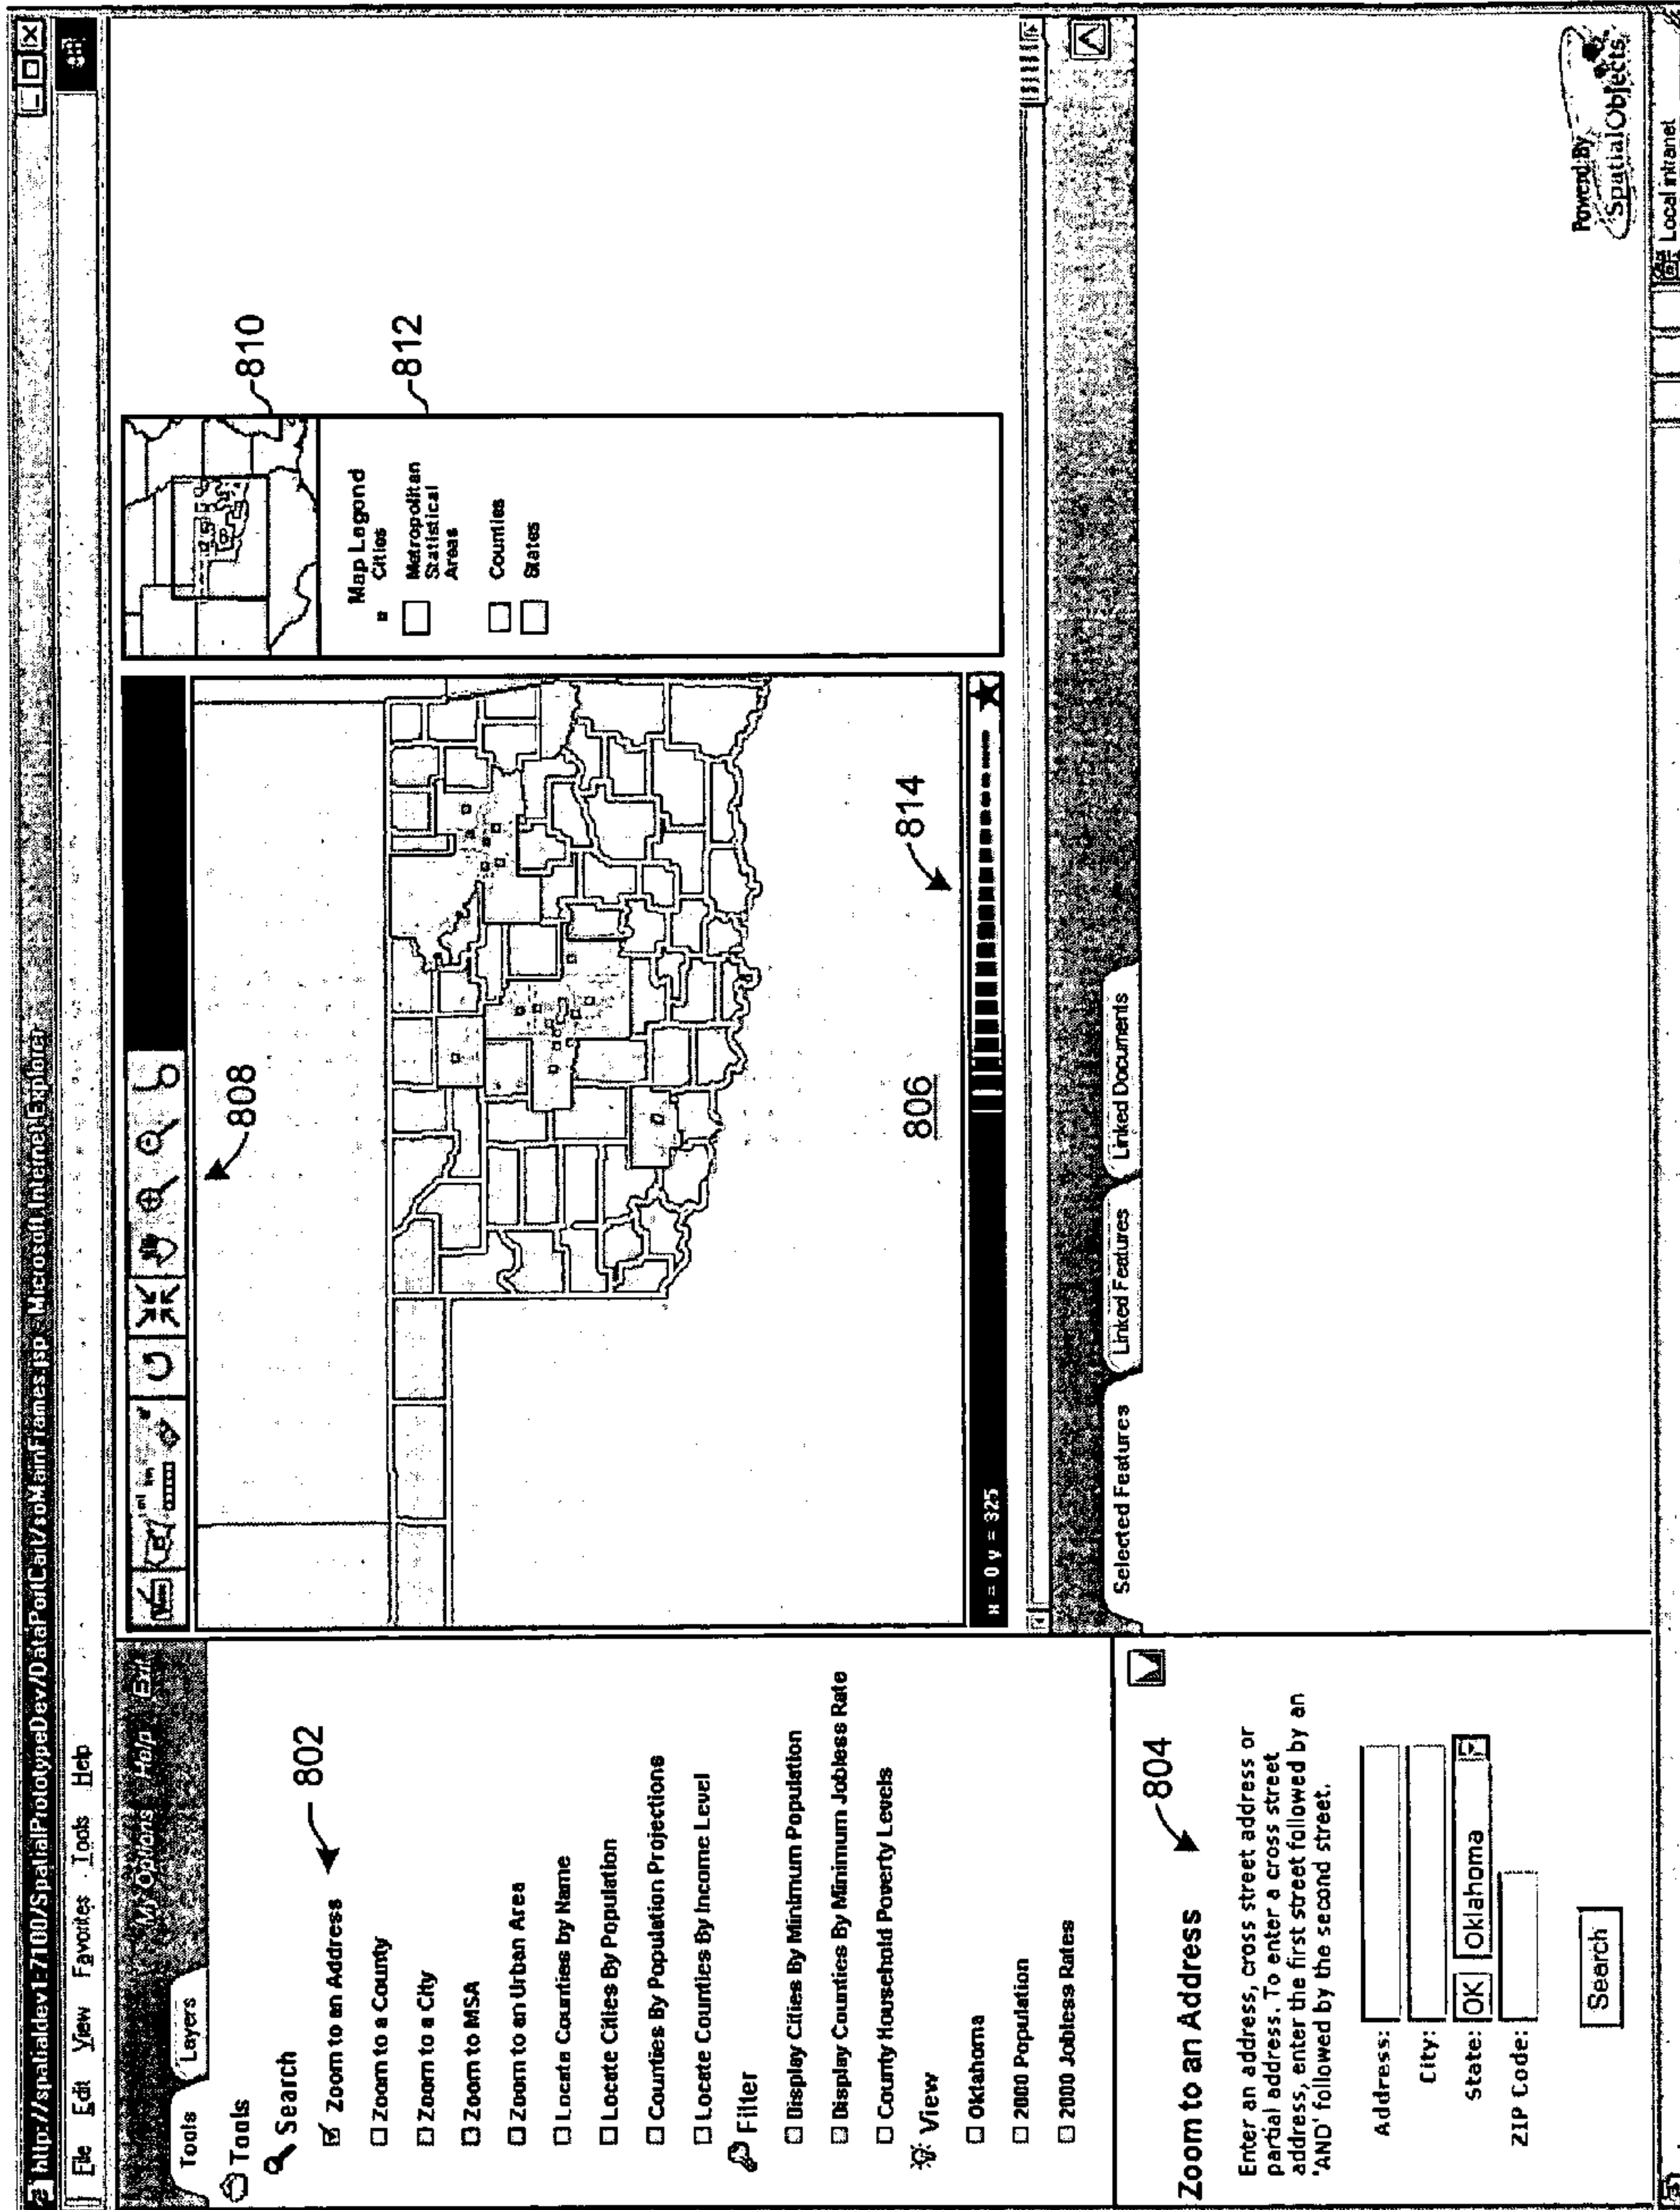 http://spatialdev1:7100/SpatialPrototypeDev/DataPortCalt/soMainFrames.jsp - Microsoft Internet Explorer
File Edit View Favorites Tools Help
My Options Help Exit
Tools Layers
Tools
Search
Zoom to an Address
802
Zoom to a County
Zoom to a City
Zoom to MSA
Zoom to an Urban Area
Locate Counties by Name
Locate Cities By Population
Counties By Population Projections
Locate Counties By Income Level
Filter
Display Cities By Minimum Population
Display Counties By Minimum Jobless Rate
County Household Poverty Levels
View
Oklahoma
2000 Population
2000 Jobless Rates
804
Zoom to an Address
Enter an address, cross street address or
partial address. To enter a cross street
address, enter the first street followed by an
'AND' followed by the second street.
Address:
City:
State: OK Oklahoma
ZIP Code:
Search
808
806
814
x = 0 y = 325
810
812
Map Legend
Cities
Metropolitan
Statistical
Areas
Counties
States
Selected Features Linked Features Linked Documents
Powered By
SpatialObjects
Local intranet